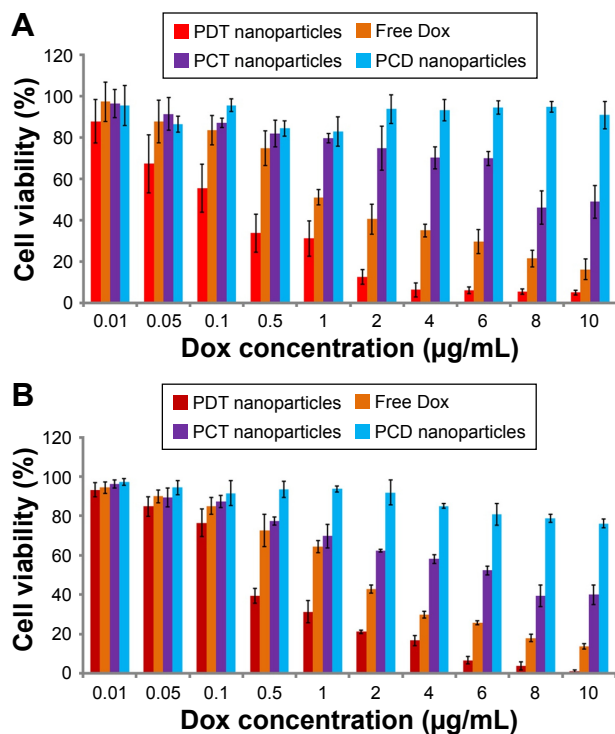 A
PDT nanoparticles Free Dox
PCT nanoparticles PCD nanoparticles
Cell viability (%)
120
100
80
60
40
20
0
0.01 0.05 0.1 0.5 1 2 4 6 8 10
Dox concentration (µg/mL)
B
PDT nanoparticles Free Dox
PCT nanoparticles PCD nanoparticles
Cell viability (%)
120
100
80
60
40
20
0
0.01 0.05 0.1 0.5 1 2 4 6 8 10
Dox concentration (µg/mL)